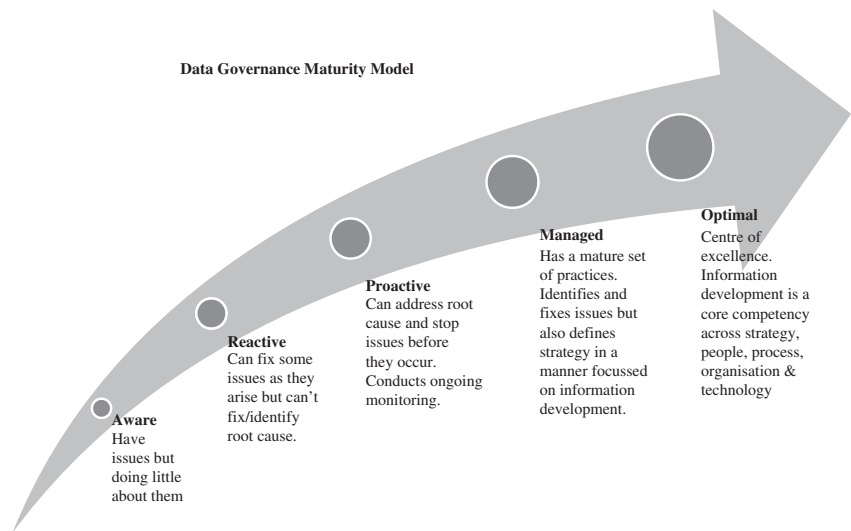 Data Governance Maturity Model
Aware
Have
issues but
doing little
about them
Reactive
Can fix some
issues as they
arise but can't
fix/identify
root cause.
Proactive
Can address root
cause and stop
issues before
they occur.
Conducts ongoing
monitoring.
Managed
Has a mature set
of practices.
Identifies and
fixes issues but
also defines
strategy in a
manner focussed
on information
development.
Optimal
Centre of
excellence.
Information
development is a
core competency
across strategy,
people, process,
organisation &
technology